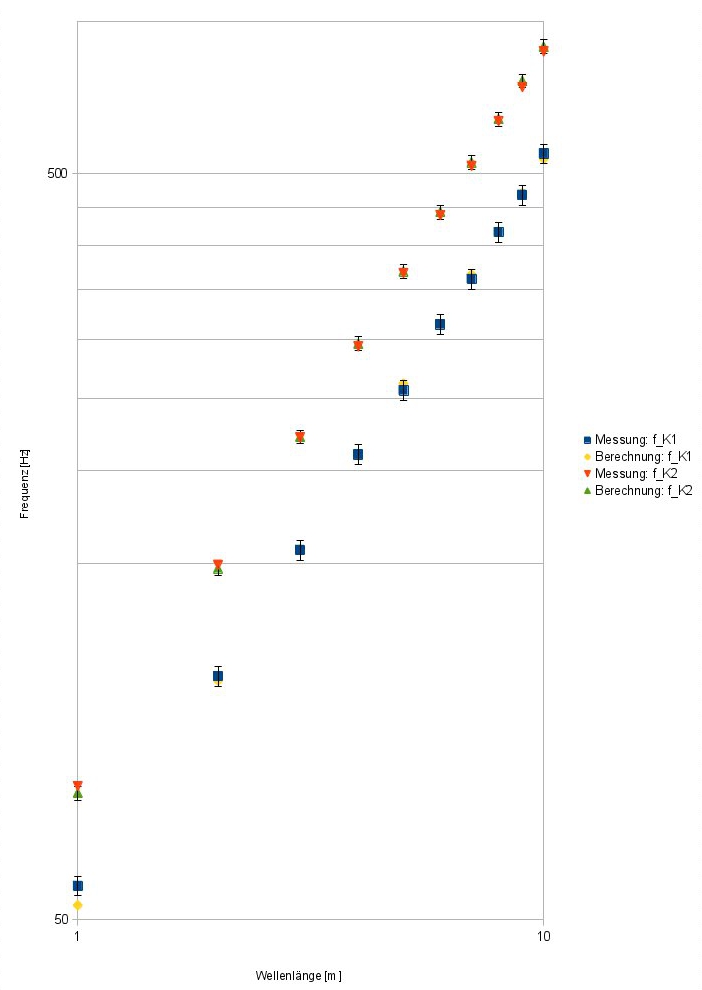 500
Frequenz [Hz]
Messung: f_K1
Berechnung: f_K1
Messung: f_K2
Berechnung: f_K2
50
1
10
Wellenlänge [m]